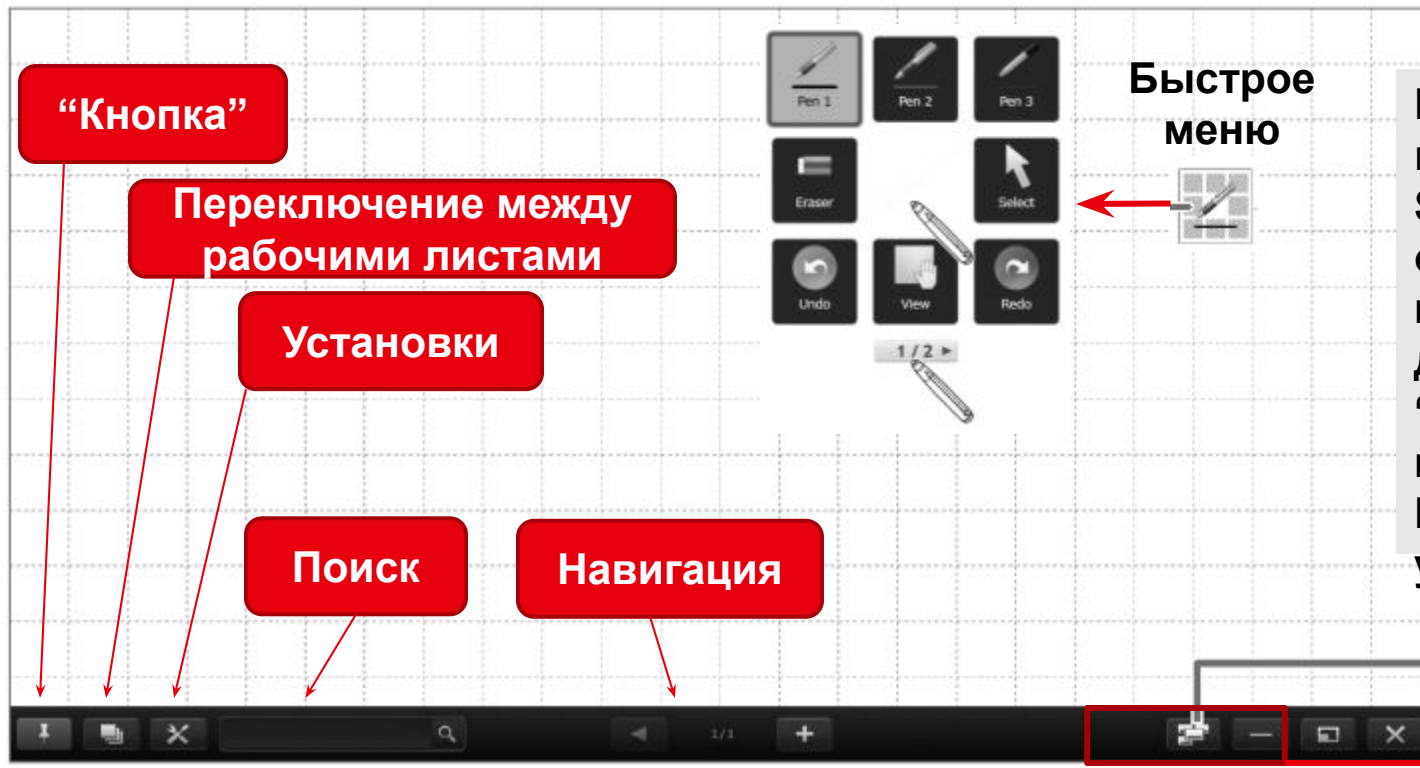 “Кнопка”
Переключение между
рабочими листами
Установки
Поиск
Навигация
Pen 1
Pen 2
Pen 3
Eraser
Select
Undo
View
Redo
1 / 2
Быстрое
меню
1/1